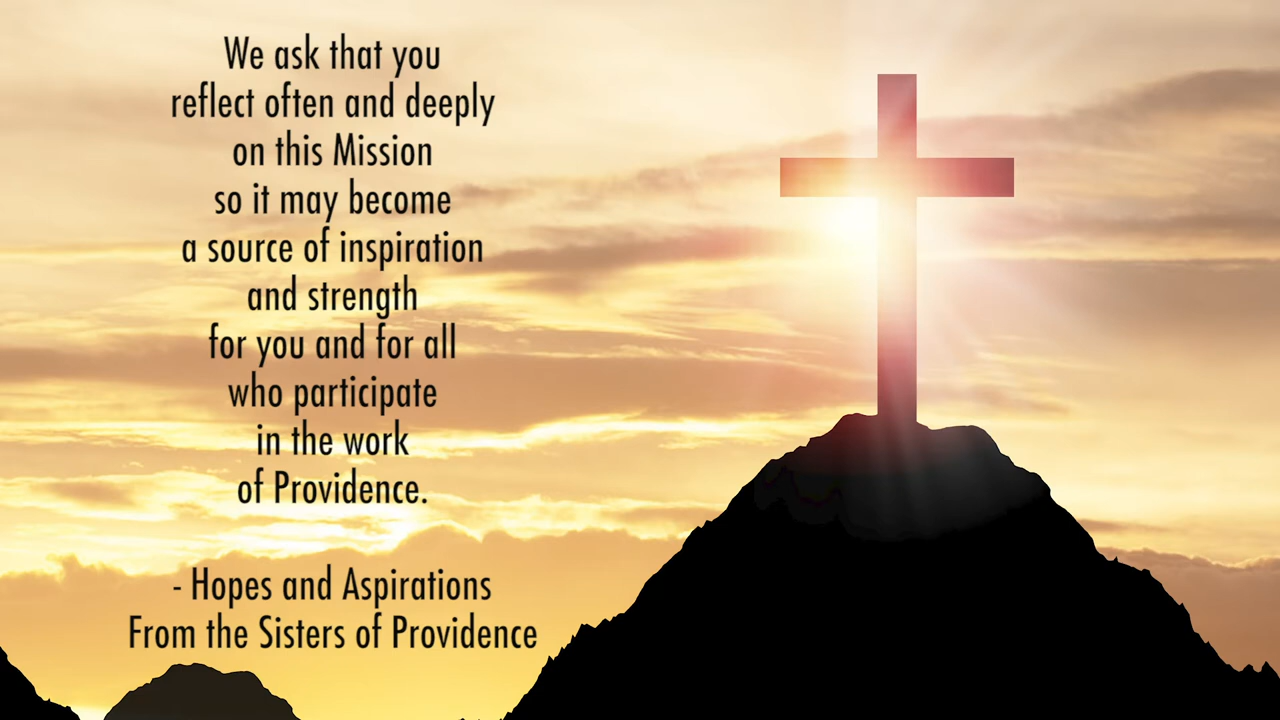 We ask that you
reflect often and deeply
on this Mission
so it may become
a source of inspiration
and strength
for you and for all
who participate
in the work
of Providence.
- Hopes and Aspirations
From the Sisters of Providence